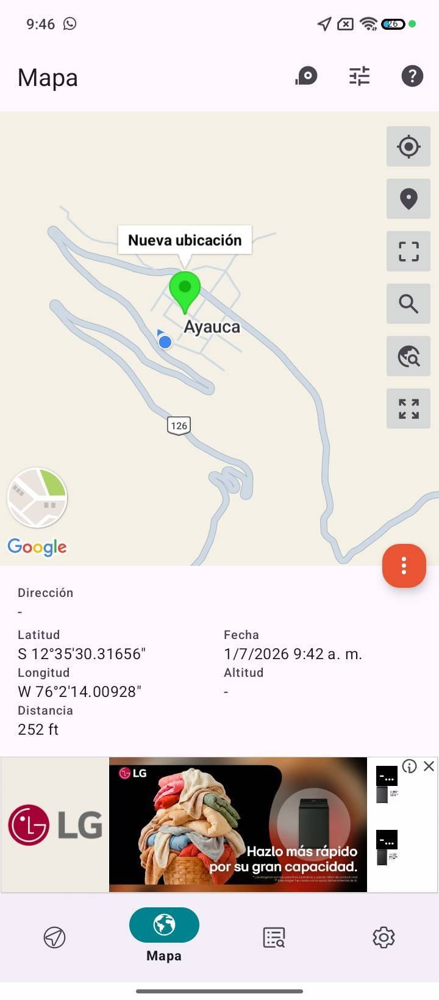 9:46
26
Mapa
Nueva ubicación
Ayauca
126
Google
Dirección
-
Latitud
Fecha
S 12°35'30.31656"
1/7/2026 9:42 a. m.
Longitud
Altitud
W 76°2'14.00928"
-
Distancia
252 ft
LG
LG
Hazlo más rápido
por su gran capacidad.
-...
-...
Mapa